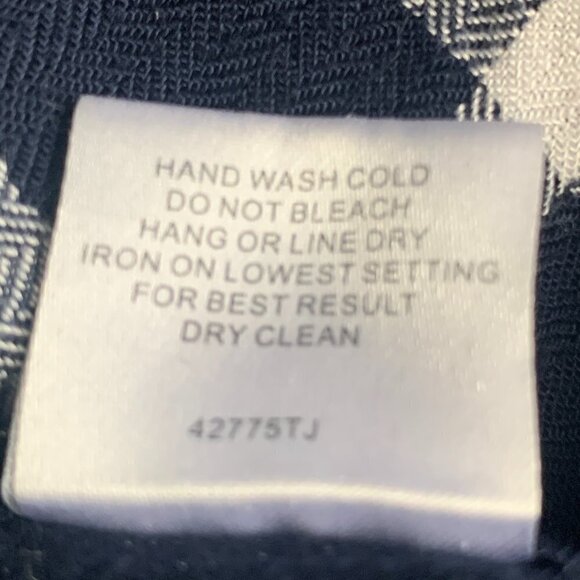 HAND WASH COLD
DO NOT BLEACH
HANG OR LINE DRY
IRON ON LOWEST SETTING
FOR BEST RESULT
DRY CLEAN
42775TJ